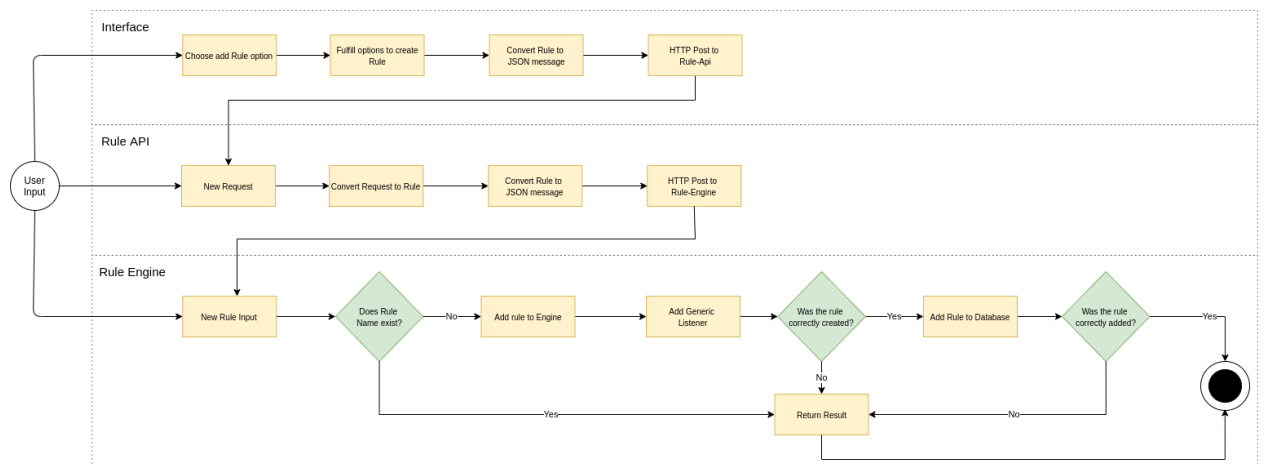 Interface
Choose add Rule option
Fulfill options to create
Rule
Convert Rule to
JSON message
HTTP Post to
Rule-Api
Rule API
User
Input
New Request
Convert Request to Rule
Convert Rule to
JSON message
HTTP Post to
Rule-Engine
Rule Engine
New Rule Input
Does Rule
Name exist?
No
Add rule to Engine
Add Generic
Listener
Was the rule
correctly created?
Yes
Add Rule to Database
Was the rule
correctly added?
Yes
No
Yes
Return Result
No